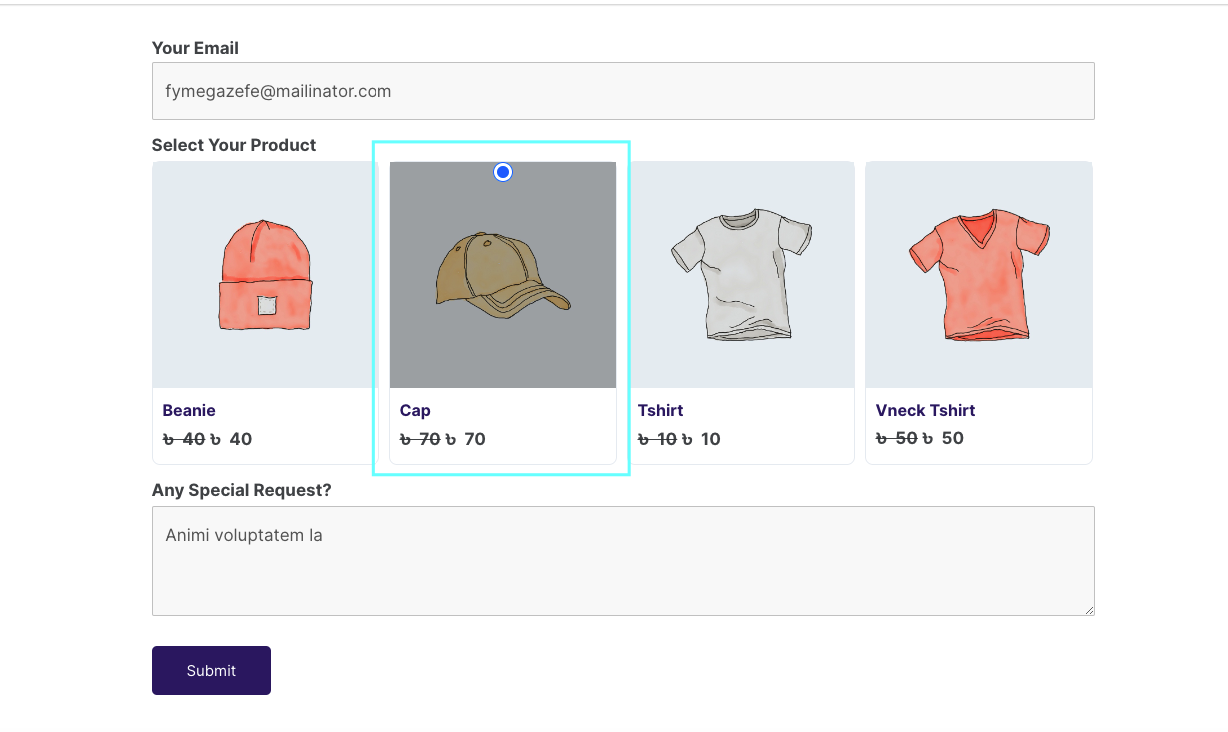 Your Email
fymegazefe@mailinator.com
Select Your Product
Beanie
৳ 40 ৳ 40
Cap
৳ 70 ৳ 70
Tshirt
৳ 10 ৳ 10
Vneck Tshirt
৳ 50 ৳ 50
Any Special Request?
Animi voluptatem la
Submit